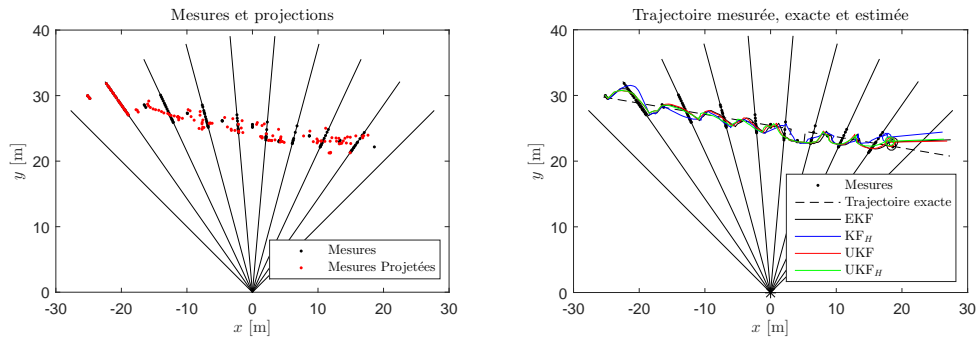 Mesures et projections
40
30
20
10
0
-30 -20 -10 0 10 20 30
x [m]
y [m]
Mesures
Mesures Projetées
Trajectoire mesurée, exacte et estimée
40
30
20
10
0
-30 -20 -10 0 10 20 30
x [m]
y [m]
Mesures
Trajectoire exacte
EKF
KF_H
UKF
UKF_H